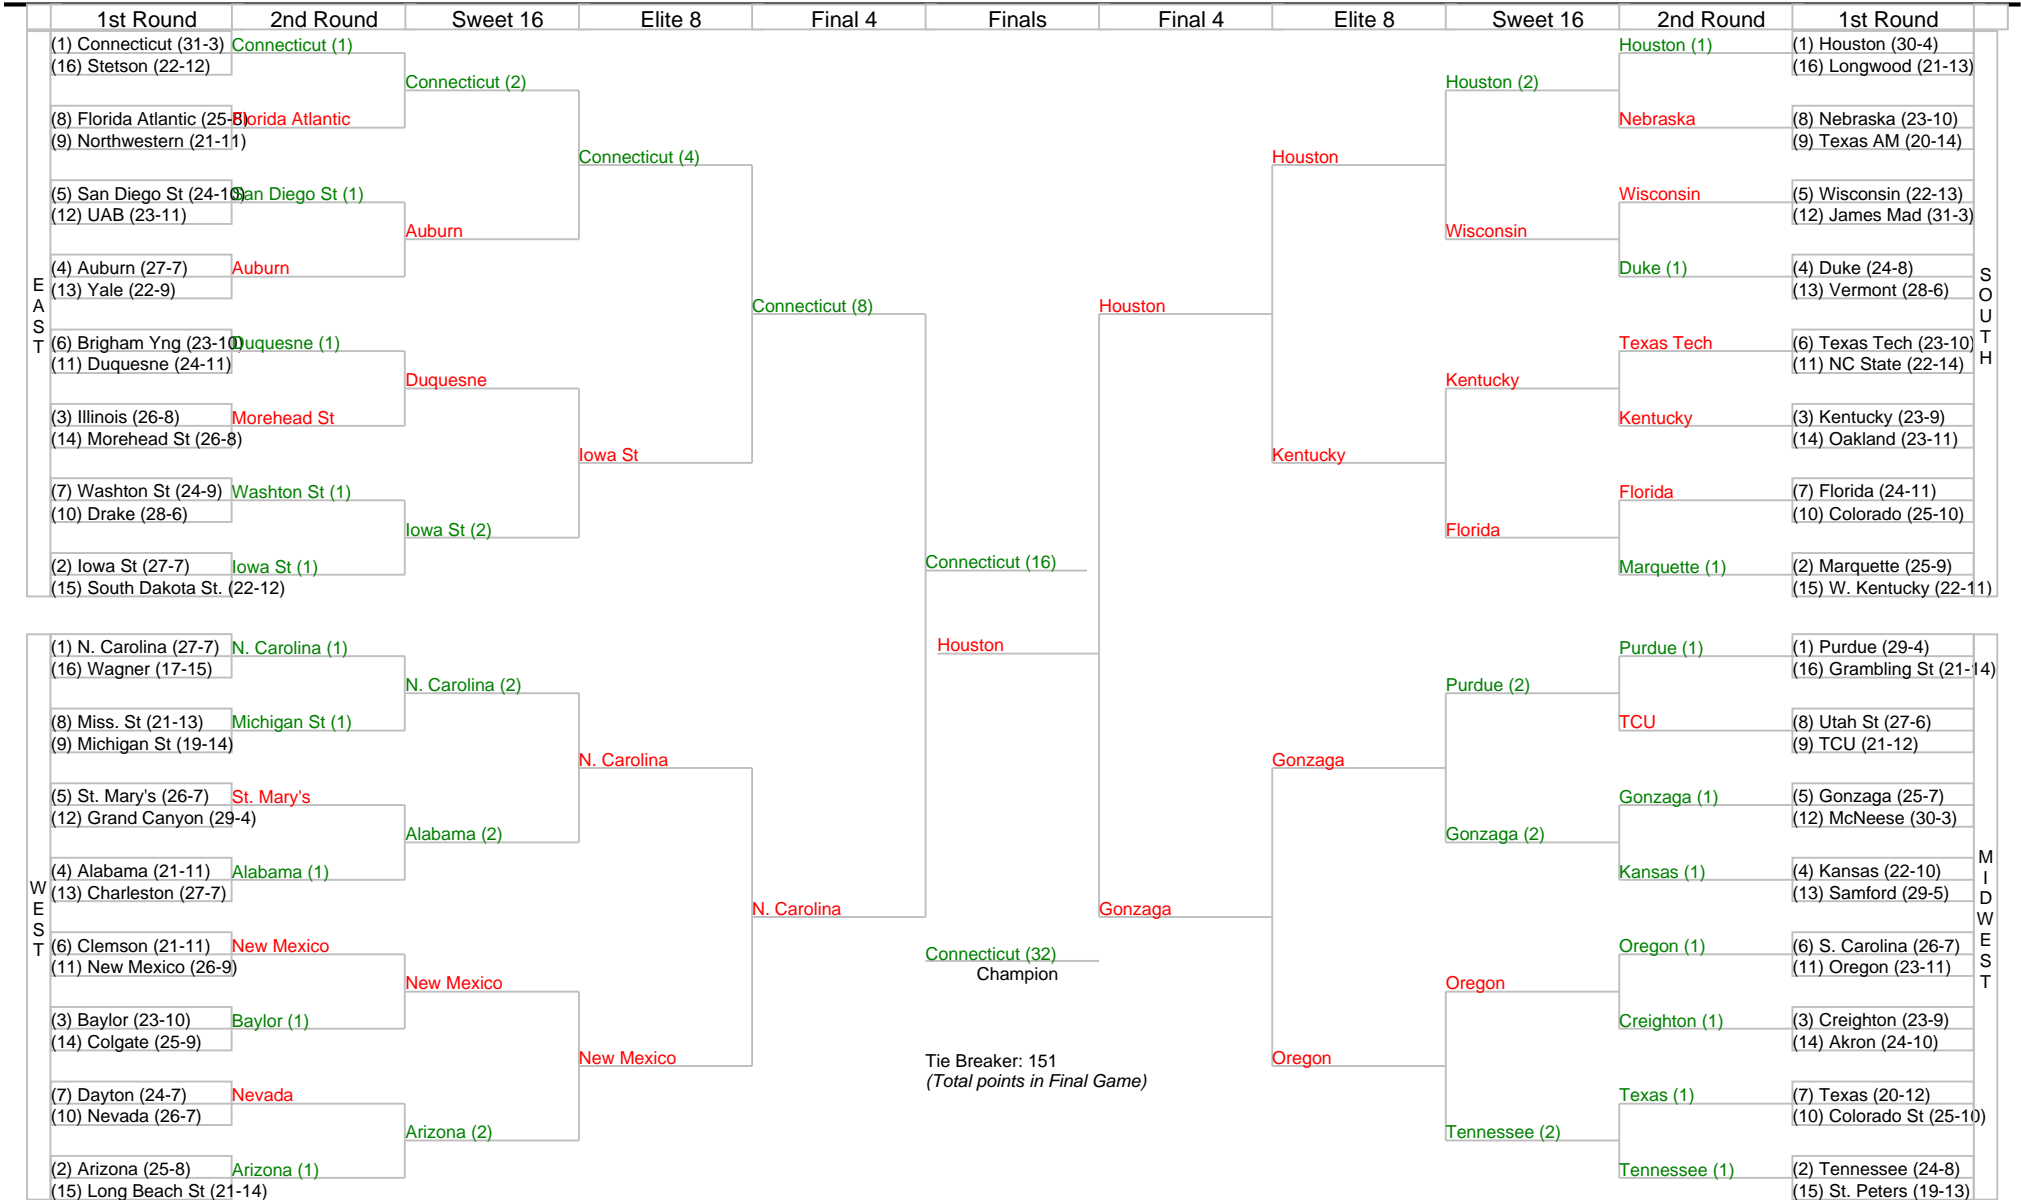 1st Round 2nd Round Sweet 16 Elite 8 Final 4 Finals Final 4 Elite 8 Sweet 16 2nd Round 1st Round
EAST
(1) Connecticut (31-3)
(16) Stetson (22-12)
(8) Florida Atlantic (25-8)
(9) Northwestern (21-11)
(5) San Diego St (24-10)
(12) UAB (23-11)
(4) Auburn (27-7)
(13) Yale (22-9)
(6) Brigham Yng (23-10)
(11) Duquesne (24-11)
(3) Illinois (26-8)
(14) Morehead St (26-8)
(7) Washton St (24-9)
(10) Drake (28-6)
(2) Iowa St (27-7)
(15) South Dakota St. (22-12)
Connecticut (1)
Florida Atlantic
San Diego St (1)
Auburn
Duquesne (1)
Morehead St
Washton St (1)
Iowa St (1)
Connecticut (2)
Auburn
Duquesne
Iowa St (2)
Connecticut (4)
Iowa St
Connecticut (8)
WEST
(1) N. Carolina (27-7)
(16) Wagner (17-15)
(8) Miss. St (21-13)
(9) Michigan St (19-14)
(5) St. Mary's (26-7)
(12) Grand Canyon (29-4)
(4) Alabama (21-11)
(13) Charleston (27-7)
(6) Clemson (21-11)
(11) New Mexico (26-9)
(3) Baylor (23-10)
(14) Colgate (25-9)
(7) Dayton (24-7)
(10) Nevada (26-7)
(2) Arizona (25-8)
(15) Long Beach St (21-14)
N. Carolina (1)
Michigan St (1)
St. Mary's
Alabama (1)
New Mexico
Baylor (1)
Nevada
Arizona (1)
N. Carolina (2)
Alabama (2)
New Mexico
Arizona (2)
N. Carolina
New Mexico
N. Carolina
Connecticut (16)
Houston
Connecticut (32)
Champion
Tie Breaker: 151
(Total points in Final Game)
Houston
Houston
Kentucky
Houston (2)
Wisconsin
Kentucky
Florida
Houston (1)
Nebraska
Wisconsin
Duke (1)
Texas Tech
Kentucky
Florida
Marquette (1)
(1) Houston (30-4)
(16) Longwood (21-13)
(8) Nebraska (23-10)
(9) Texas AM (20-14)
(5) Wisconsin (22-13)
(12) James Mad (31-3)
(4) Duke (24-8)
(13) Vermont (28-6)
(6) Texas Tech (23-10)
(11) NC State (22-14)
(3) Kentucky (23-9)
(14) Oakland (23-11)
(7) Florida (24-11)
(10) Colorado (25-10)
(2) Marquette (25-9)
(15) W. Kentucky (22-11)
SOUTH
Gonzaga
Gonzaga
Oregon
Purdue (2)
Gonzaga (2)
Oregon
Tennessee (2)
Purdue (1)
TCU
Gonzaga (1)
Kansas (1)
Oregon (1)
Creighton (1)
Texas (1)
Tennessee (1)
(1) Purdue (29-4)
(16) Grambling St (21-14)
(8) Utah St (27-6)
(9) TCU (21-12)
(5) Gonzaga (25-7)
(12) McNeese (30-3)
(4) Kansas (22-10)
(13) Samford (29-5)
(6) S. Carolina (26-7)
(11) Oregon (23-11)
(3) Creighton (23-9)
(14) Akron (24-10)
(7) Texas (20-12)
(10) Colorado St (25-10)
(2) Tennessee (24-8)
(15) St. Peters (19-13)
MIDWEST